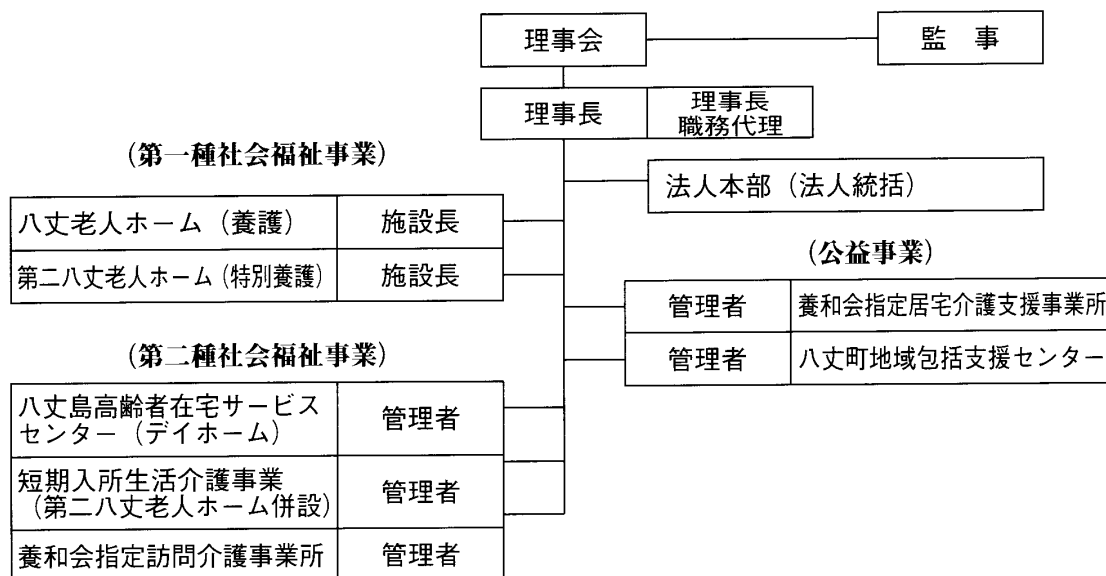 理事会
監　事
理事長
理事長
職務代理
(第一種社会福祉事業)
法人本部（法人統括）
八丈老人ホーム（養護）
施設長
第二八丈老人ホーム（特別養護）
施設長
(公益事業)
管理者
養和会指定居宅介護支援事業所
管理者
八丈町地域包括支援センター
(第二種社会福祉事業)
八丈島高齢者在宅サービス
センター（デイホーム）
管理者
短期入所生活介護事業
（第二八丈老人ホーム併設）
管理者
養和会指定訪問介護事業所
管理者